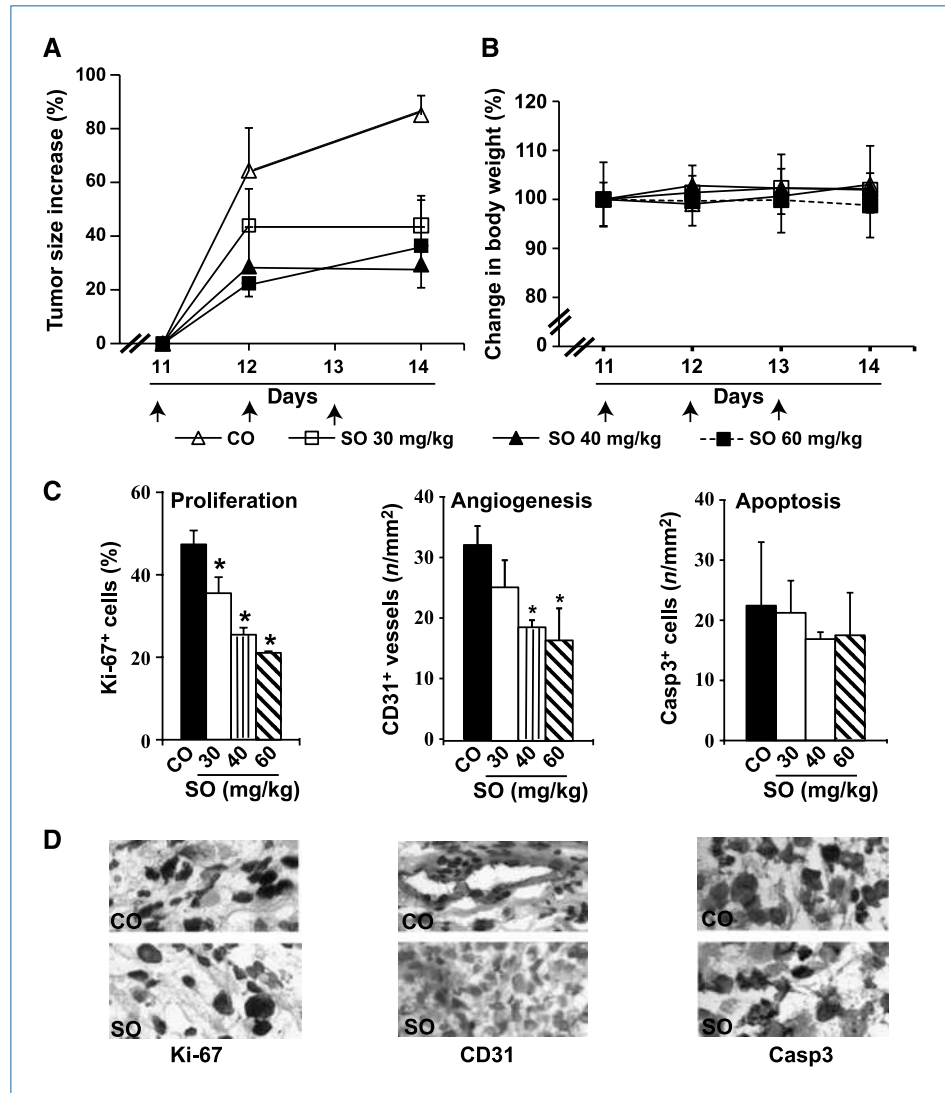 A
B
Tumor size increase (%)
100
80
60
40
20
0
11
12
13
14
Days
Change in body weight (%)
120
110
100
90
80
0
11
12
13
14
Days
CO
SO 30 mg/kg
SO 40 mg/kg
SO 60 mg/kg
C
Proliferation
Ki-67⁺ cells (%)
60
40
20
0
*
*
*
CO
30
40
60
SO (mg/kg)
Angiogenesis
CD31⁺ vessels (n/mm²)
40
30
20
10
0
*
*
CO
30
40
60
SO (mg/kg)
Apoptosis
Casp3⁺ cells (n/mm²)
40
30
20
10
0
CO
30
40
60
SO (mg/kg)
D
CO
CO
CO
SO
SO
SO
Ki-67
CD31
Casp3